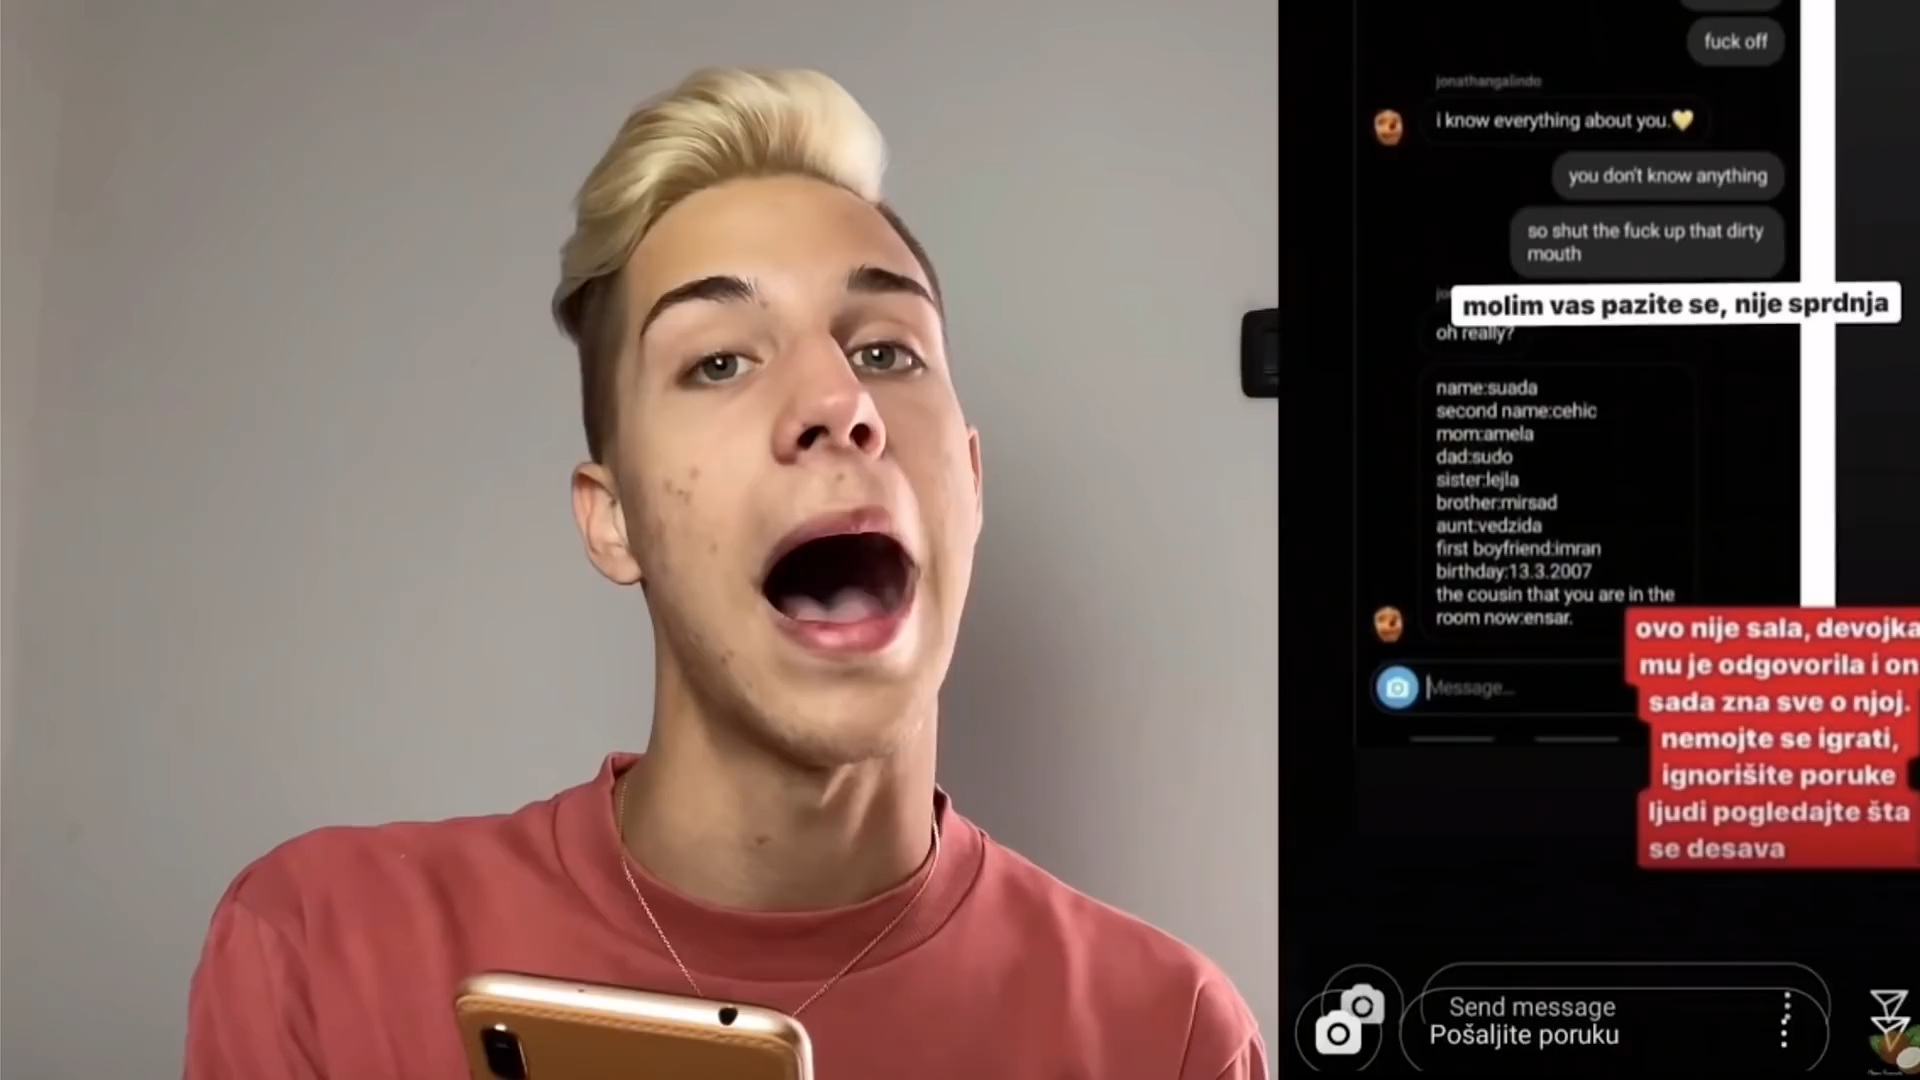 fuck off
jonathangalindo
i know everything about you.💛
you don't know anything
so shut the fuck up that dirty
mouth
molim vas pazite se, nije sprdnja
oh really?
name:suada
second name:cehic
mom:amela
dad:sudo
sister:lejla
brother:mirsad
aunt:vedzida
first boyfriend:imran
birthday:13.3.2007
the cousin that you are in the
room now:ensar.
Message...
ovo nije sala, devojka
mu je odgovorila i on
sada zna sve o njoj.
nemojte se igrati,
ignorišite poruke
ljudi pogledajte šta
se desava
Send message
Pošaljite poruku